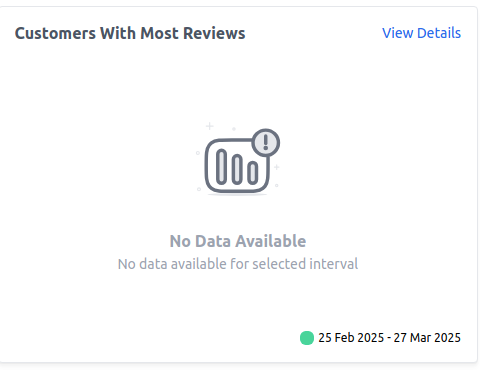 Customers With Most Reviews
View Details
No Data Available
No data available for selected interval
25 Feb 2025 - 27 Mar 2025